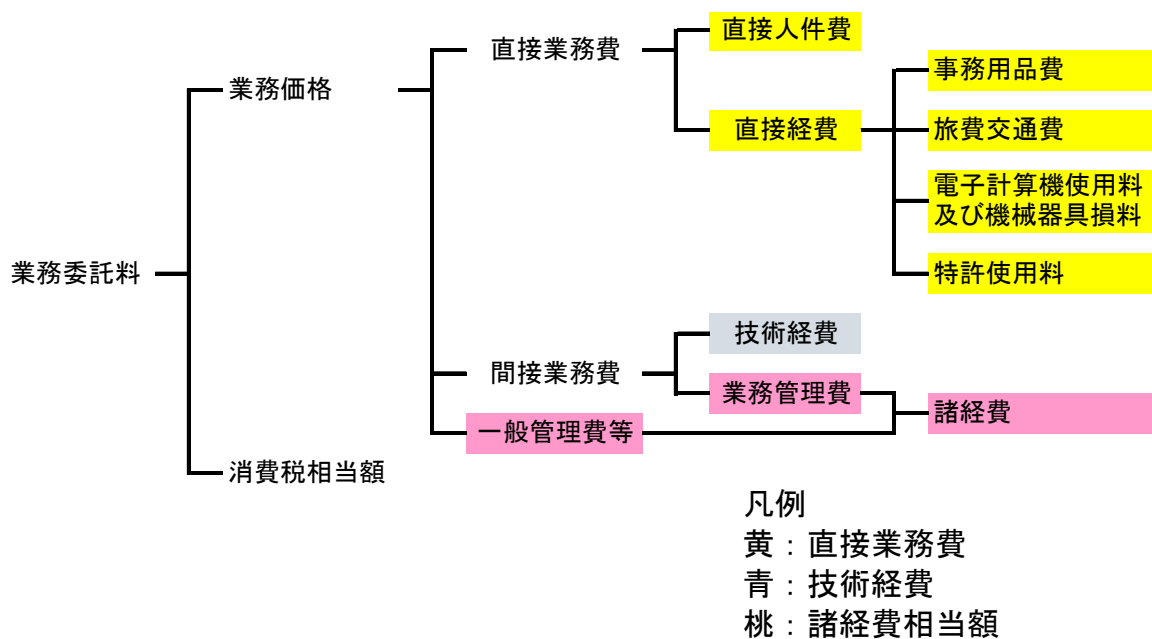 直接人件費
直接業務費
事務用品費
業務価格
直接経費
旅費交通費
電子計算機使用料
及び機械器具損料
業務委託料
特許使用料
技術経費
間接業務費
業務管理費
諸経費
一般管理費等
消費税相当額
凡例
黄：直接業務費
青：技術経費
桃：諸経費相当額